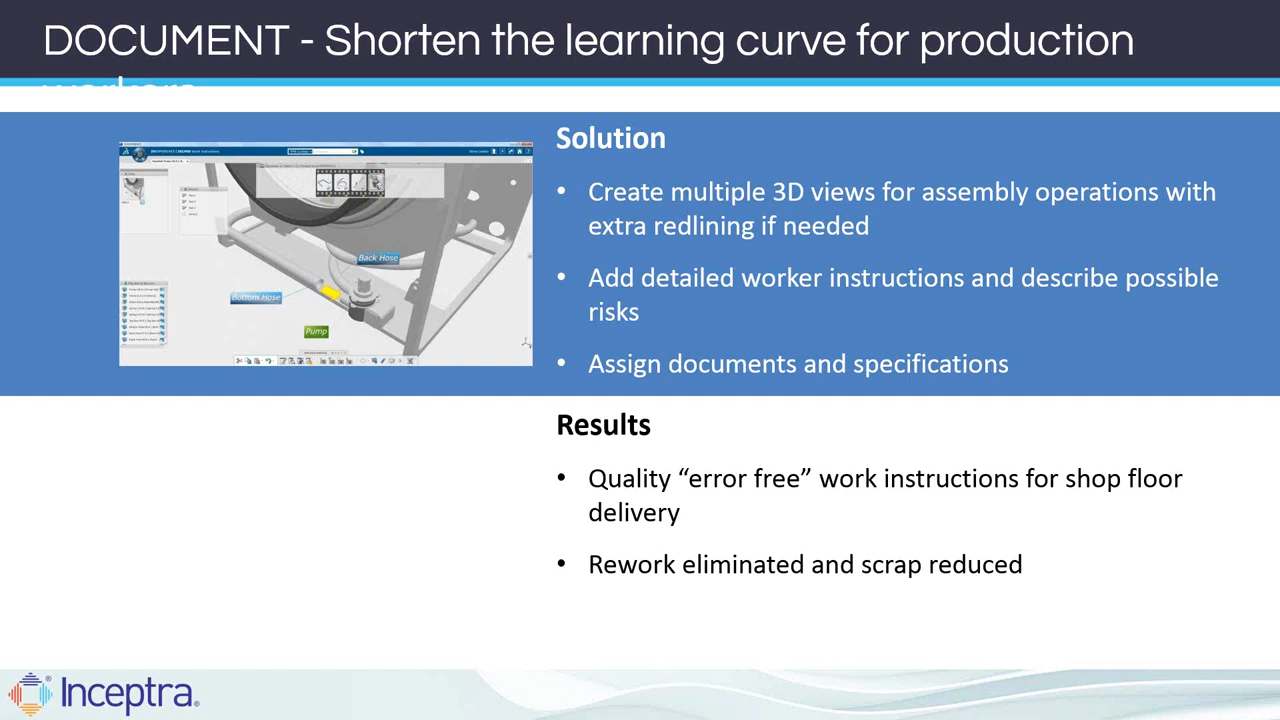 DOCUMENT - Shorten the learning curve for production
workers
Solution
• Create multiple 3D views for assembly operations with
extra redlining if needed
• Add detailed worker instructions and describe possible
risks
• Assign documents and specifications
Back Hose
Bottom Hose
Pump
Results
• Quality “error free” work instructions for shop floor
delivery
• Rework eliminated and scrap reduced
Inceptra®